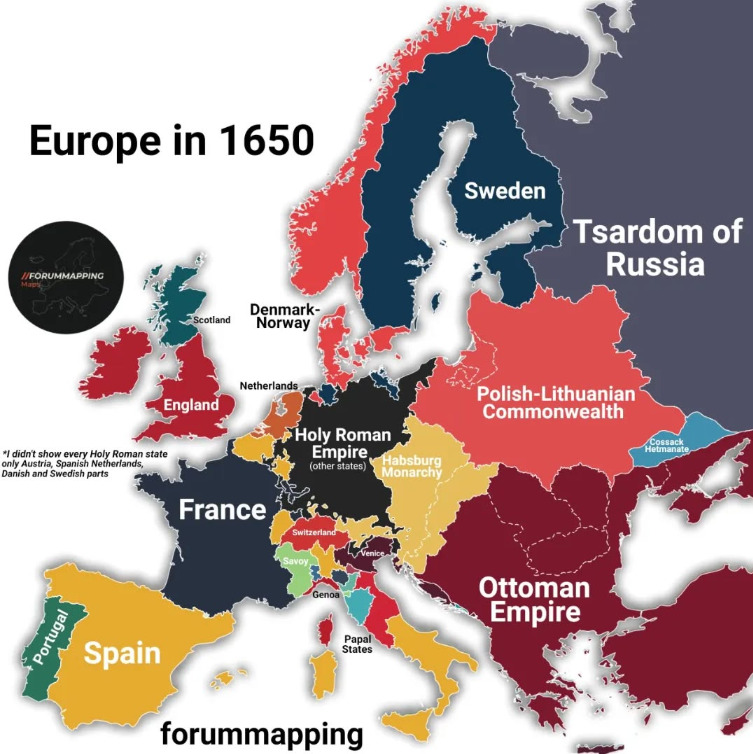 Europe in 1650
//FORUMMAPPING
Maps
Sweden
Tsardom of
Russia
Scotland
Denmark-
Norway
Netherlands
England
Polish-Lithuanian
Commonwealth
Cossack
Hetmanate
Holy Roman
Empire
(other states)
Habsburg
Monarchy
*I didn't show every Holy Roman state
only Austria, Spanish Netherlands,
Danish and Swedish parts
France
Switzerland
Venice
Savoy
Genoa
Ottoman
Empire
Papal
States
Portugal
Spain
forummapping